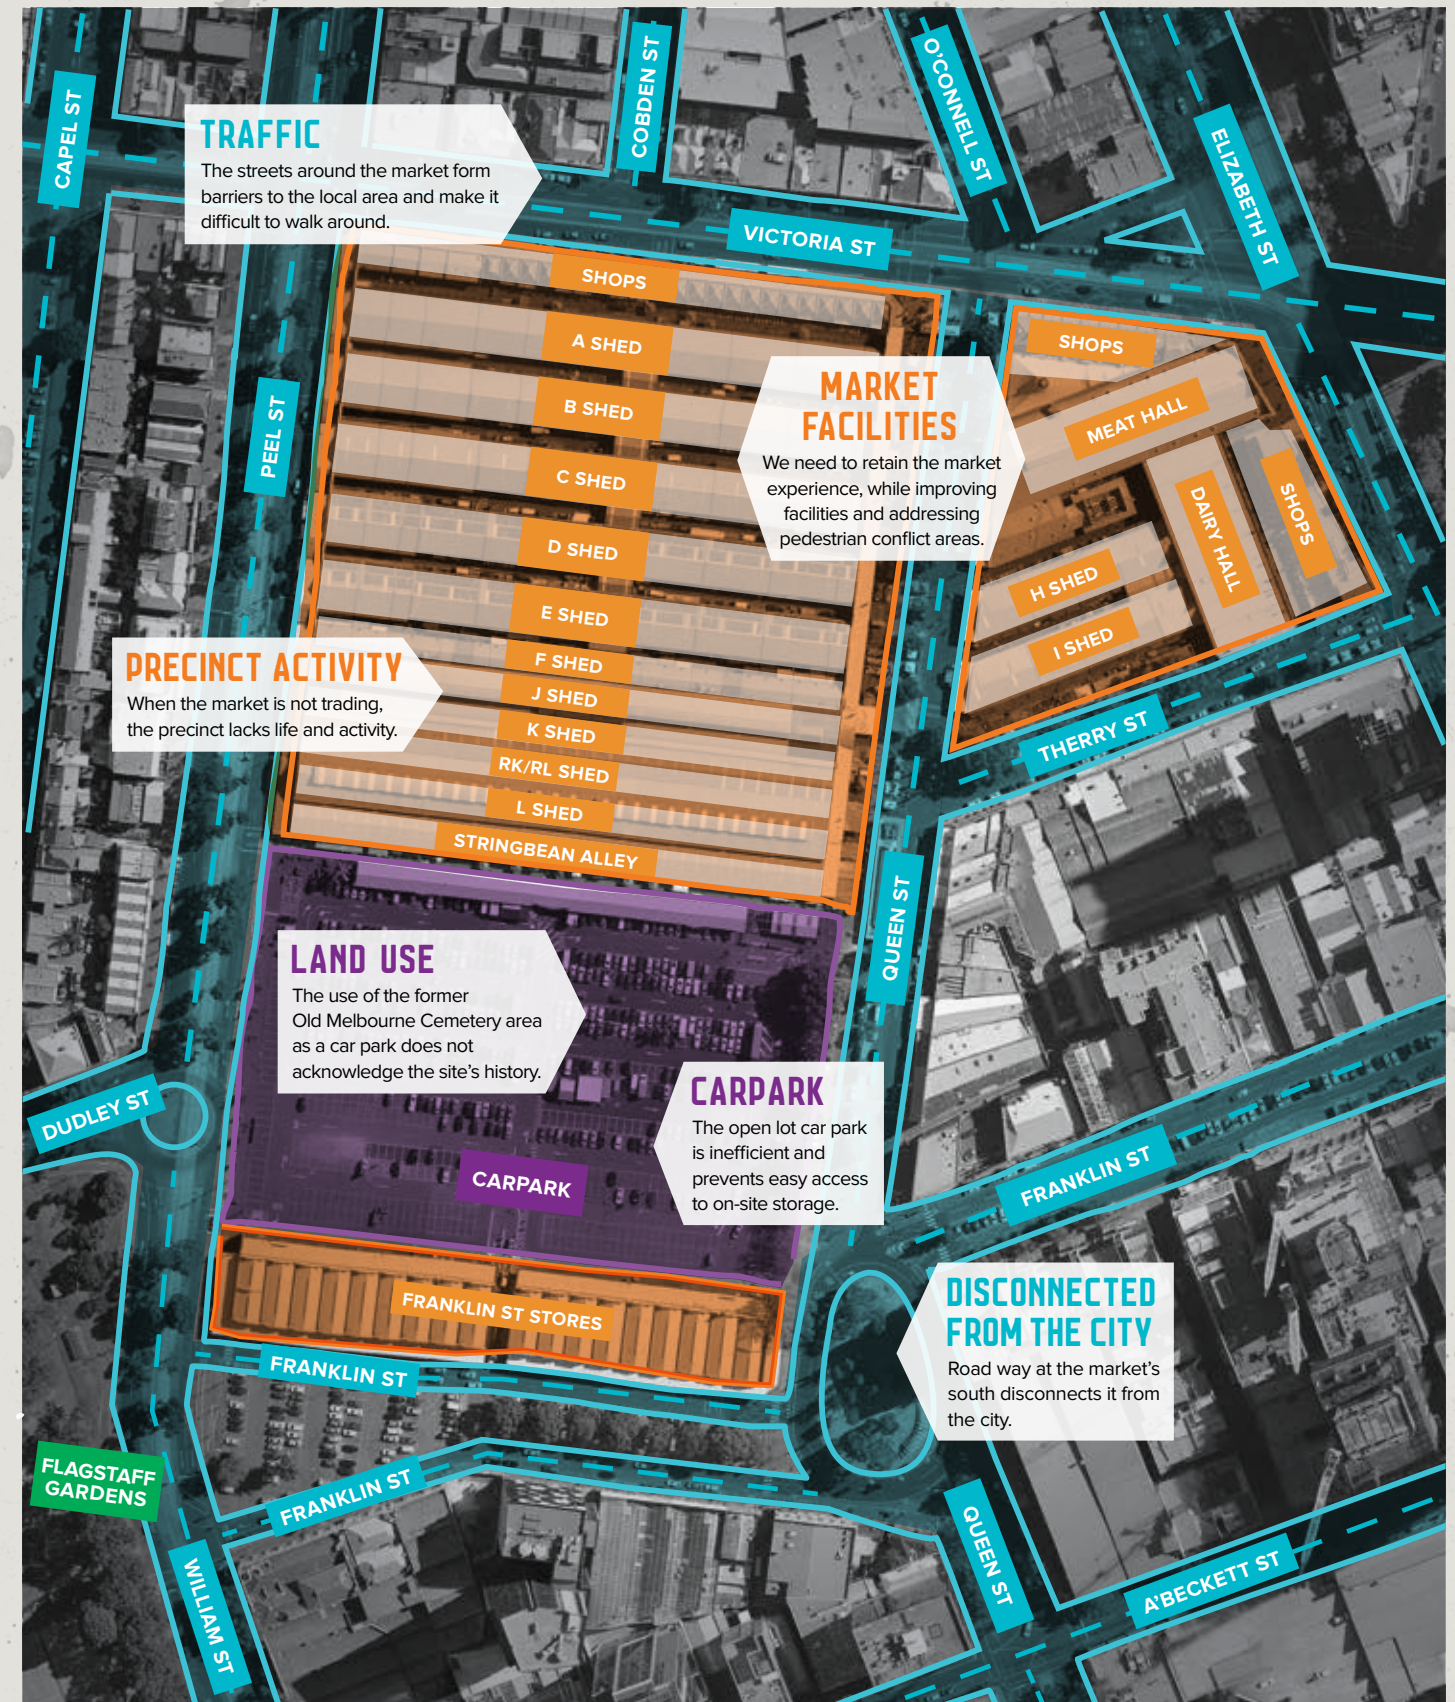 CAPEL ST
COBDEN ST
O'CONNELL ST
ELIZABETH ST
TRAFFIC
The streets around the market form
barriers to the local area and make it
difficult to walk around.
VICTORIA ST
PEEL ST
SHOPS
A SHED
B SHED
C SHED
D SHED
E SHED
F SHED
J SHED
K SHED
RK/RL SHED
L SHED
STRINGBEAN ALLEY
MARKET
FACILITIES
We need to retain the market
experience, while improving
facilities and addressing
pedestrian conflict areas.
SHOPS
MEAT HALL
DAIRY HALL
SHOPS
H SHED
I SHED
PRECINCT ACTIVITY
When the market is not trading,
the precinct lacks life and activity.
THERRY ST
QUEEN ST
LAND USE
The use of the former
Old Melbourne Cemetery area
as a car park does not
acknowledge the site's history.
CARPARK
The open lot car park
is inefficient and
prevents easy access
to on-site storage.
DUDLEY ST
CARPARK
FRANKLIN ST
FRANKLIN ST STORES
DISCONNECTED
FROM THE CITY
Road way at the market's
south disconnects it from
the city.
FRANKLIN ST
FLAGSTAFF
GARDENS
FRANKLIN ST
WILLIAM ST
QUEEN ST
A'BECKETT ST